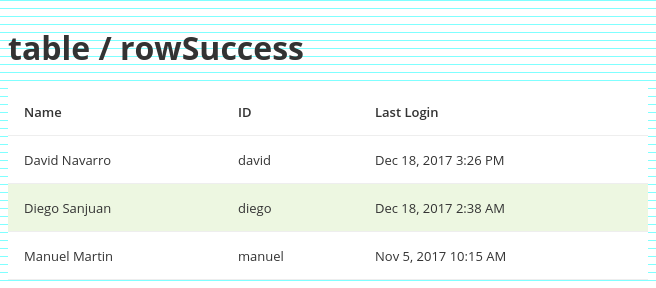 table / rowSuccess
Name ID Last Login
David Navarro david Dec 18, 2017 3:26 PM
Diego Sanjuan diego Dec 18, 2017 2:38 AM
Manuel Martin manuel Nov 5, 2017 10:15 AM